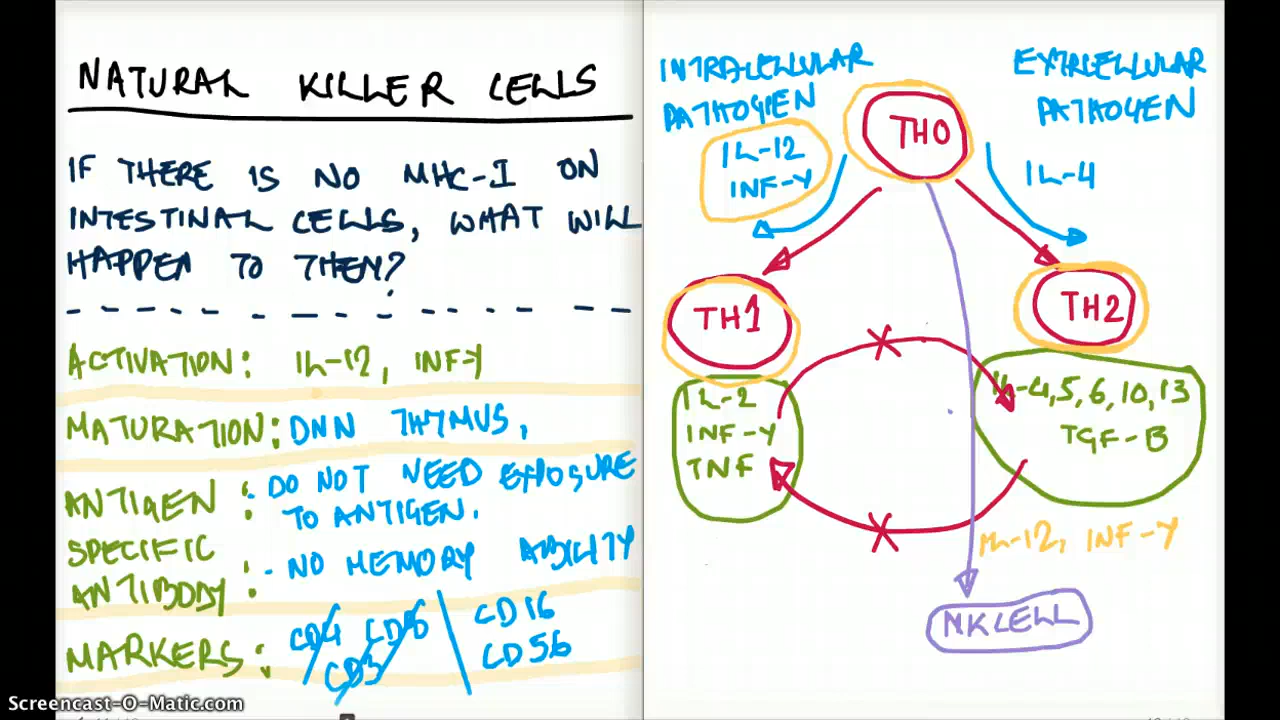 NATURAL KILLER CELLS
IF THERE IS NO MHC-I ON
INTESTINAL CELLS, WHAT WILL
HAPPEN TO THEM?
ACTIVATION: IL-12, INF-γ
MATURATION: DNN THYMUS,
ANTIGEN : - DO NOT NEED EXPOSURE
TO ANTIGEN.
SPECIFIC
ANTIBODY : - NO MEMORY ABILITY
MARKERS : CD4 CD8 CD3
CD16
CD56
INTRACELLULAR
PATHOGEN
IL-12
INF-γ
TH0
EXTRCELLULAR
PATHOGEN
IL-4
TH1
TH2
IL-2
INF-γ
TNF
IL-4,5,6,10,13
TGF-B
IL-12, INF-γ
NK CELL
Screencast-O-Matic.com